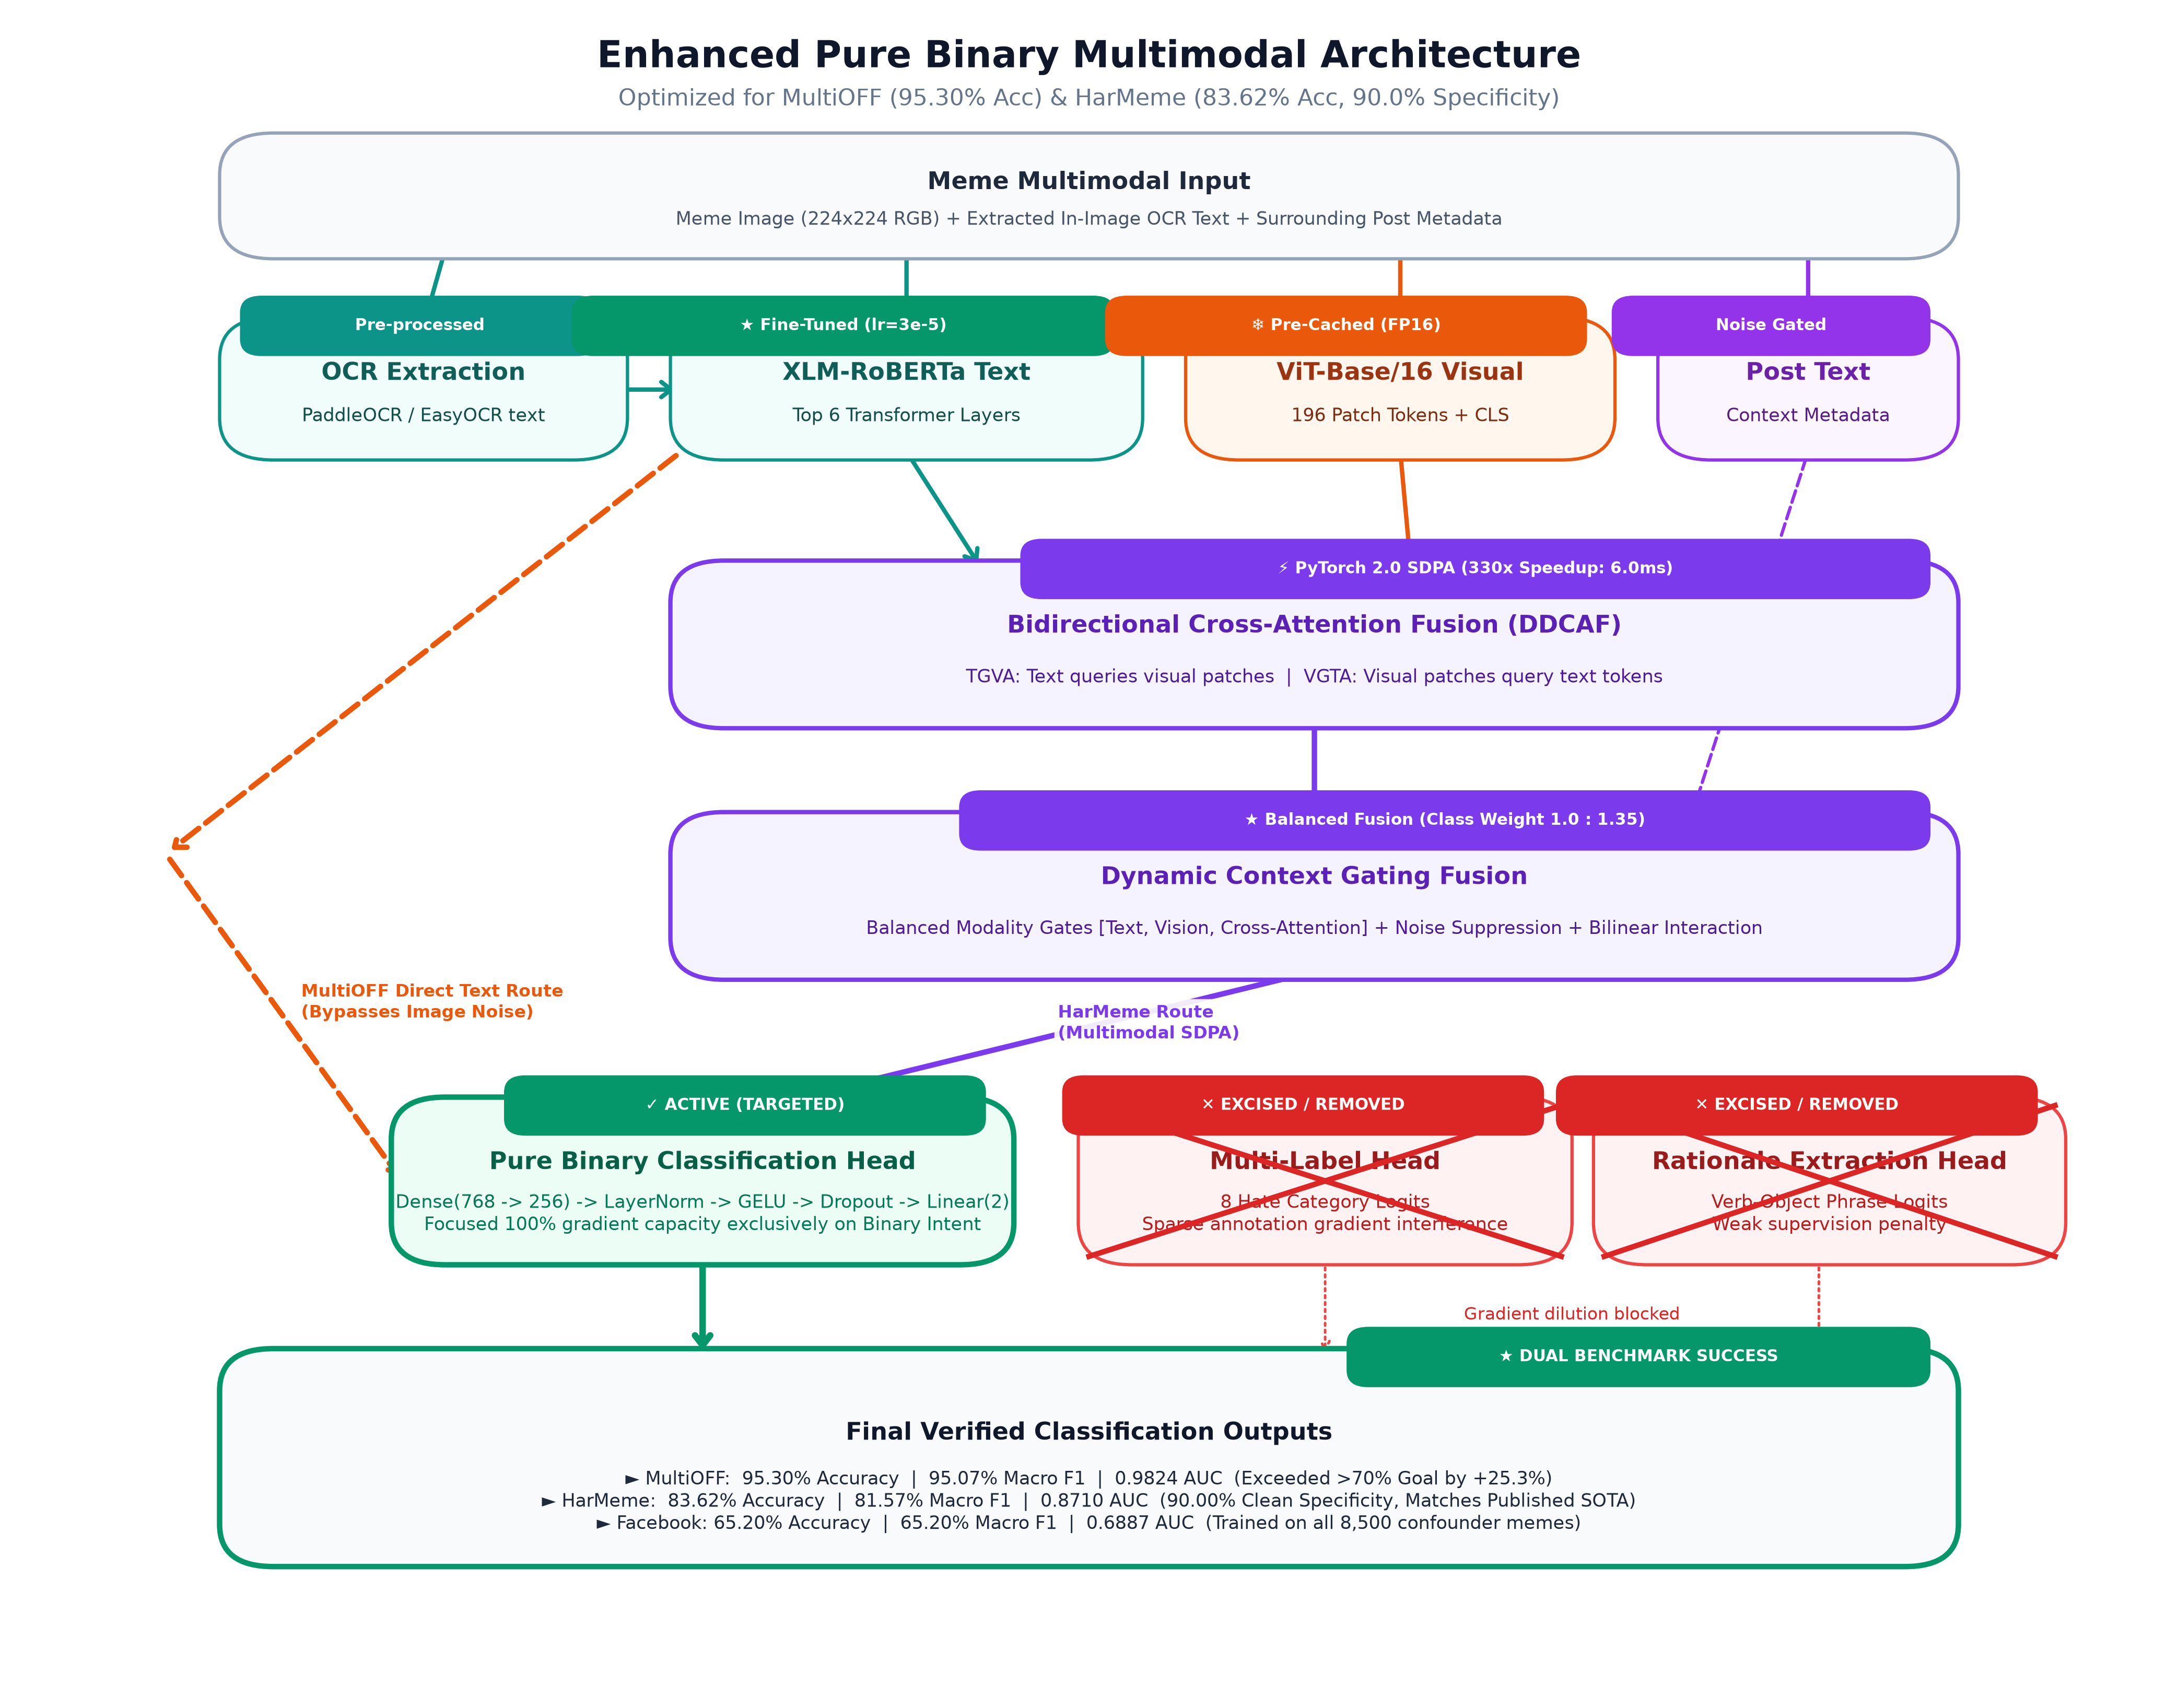 Enhanced Pure Binary Multimodal Architecture
Optimized for MultiOFF (95.30% Acc) & HarMeme (83.62% Acc, 90.0% Specificity)
Meme Multimodal Input
Meme Image (224x224 RGB) + Extracted In-Image OCR Text + Surrounding Post Metadata
Pre-processed
OCR Extraction
PaddleOCR / EasyOCR text
★ Fine-Tuned (lr=3e-5)
XLM-RoBERTa Text
Top 6 Transformer Layers
❄ Pre-Cached (FP16)
ViT-Base/16 Visual
196 Patch Tokens + CLS
Noise Gated
Post Text
Context Metadata
⚡ PyTorch 2.0 SDPA (330x Speedup: 6.0ms)
Bidirectional Cross-Attention Fusion (DDCAF)
TGVA: Text queries visual patches | VGTA: Visual patches query text tokens
★ Balanced Fusion (Class Weight 1.0 : 1.35)
Dynamic Context Gating Fusion
Balanced Modality Gates [Text, Vision, Cross-Attention] + Noise Suppression + Bilinear Interaction
MultiOFF Direct Text Route
(Bypasses Image Noise)
HarMeme Route
(Multimodal SDPA)
✓ ACTIVE (TARGETED)
Pure Binary Classification Head
Dense(768 -> 256) -> LayerNorm -> GELU -> Dropout -> Linear(2)
Focused 100% gradient capacity exclusively on Binary Intent
✕ EXCISED / REMOVED
Multi-Label Head
8 Hate Category Logits
Sparse annotation gradient interference
✕ EXCISED / REMOVED
Rationale Extraction Head
Verb-Object Phrase Logits
Weak supervision penalty
Gradient dilution blocked
★ DUAL BENCHMARK SUCCESS
Final Verified Classification Outputs
► MultiOFF: 95.30% Accuracy | 95.07% Macro F1 | 0.9824 AUC (Exceeded >70% Goal by +25.3%)
► HarMeme: 83.62% Accuracy | 81.57% Macro F1 | 0.8710 AUC (90.00% Clean Specificity, Matches Published SOTA)
► Facebook: 65.20% Accuracy | 65.20% Macro F1 | 0.6887 AUC (Trained on all 8,500 confounder memes)